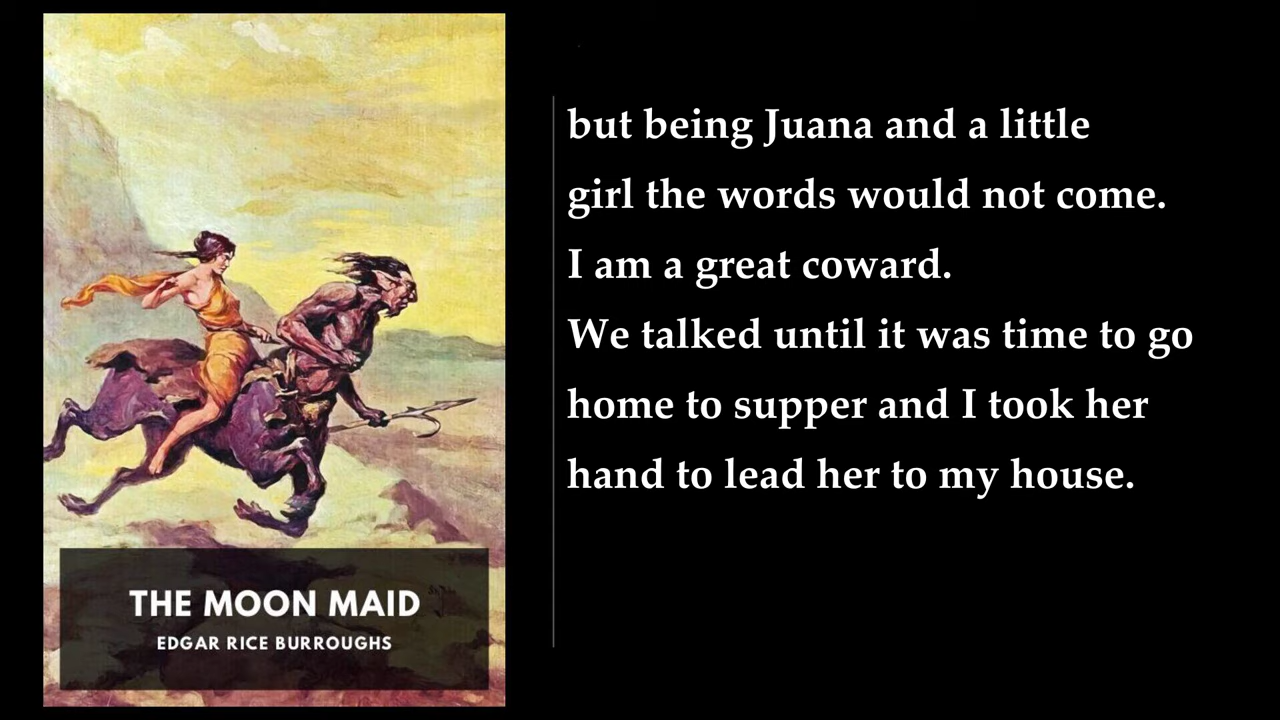 THE MOON MAID
EDGAR RICE BURROUGHS
but being Juana and a little
girl the words would not come.
I am a great coward.
We talked until it was time to go
home to supper and I took her
hand to lead her to my house.